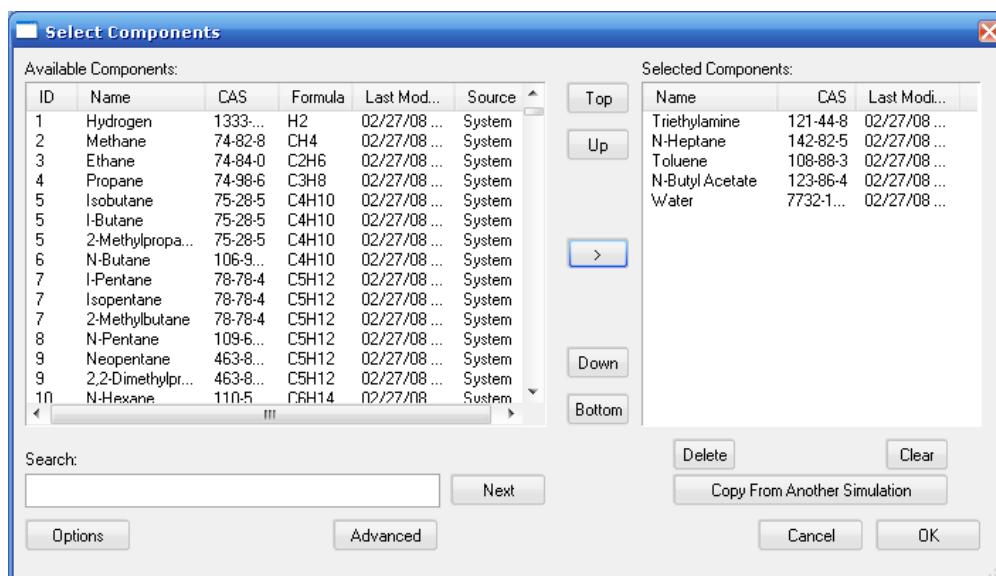 Select Components
Available Components:
ID Name CAS Formula Last Mod... Source
1 Hydrogen 1333-... H2 02/27/08 ... System
2 Methane 74-82-8 CH4 02/27/08 ... System
3 Ethane 74-84-0 C2H6 02/27/08 ... System
4 Propane 74-98-6 C3H8 02/27/08 ... System
5 Isobutane 75-28-5 C4H10 02/27/08 ... System
5 I-Butane 75-28-5 C4H10 02/27/08 ... System
5 2-Methylpropa... 75-28-5 C4H10 02/27/08 ... System
6 N-Butane 106-9... C4H10 02/27/08 ... System
7 I-Pentane 78-78-4 C5H12 02/27/08 ... System
7 Isopentane 78-78-4 C5H12 02/27/08 ... System
7 2-Methylbutane 78-78-4 C5H12 02/27/08 ... System
8 N-Pentane 109-6... C5H12 02/27/08 ... System
9 Neopentane 463-8... C5H12 02/27/08 ... System
9 2,2-Dimethylpr... 463-8... C5H12 02/27/08 ... System
10 N-Hexane 110-5 C6H14 02/27/08 System
Top
Up
>
Down
Bottom
Selected Components:
Name CAS Last Modi...
Triethylamine 121-44-8 02/27/08 ...
N-Heptane 142-82-5 02/27/08 ...
Toluene 108-88-3 02/27/08 ...
N-Butyl Acetate 123-86-4 02/27/08 ...
Water 7732-1... 02/27/08 ...
Delete Clear
Copy From Another Simulation
Search:
Next
Options Advanced Cancel OK